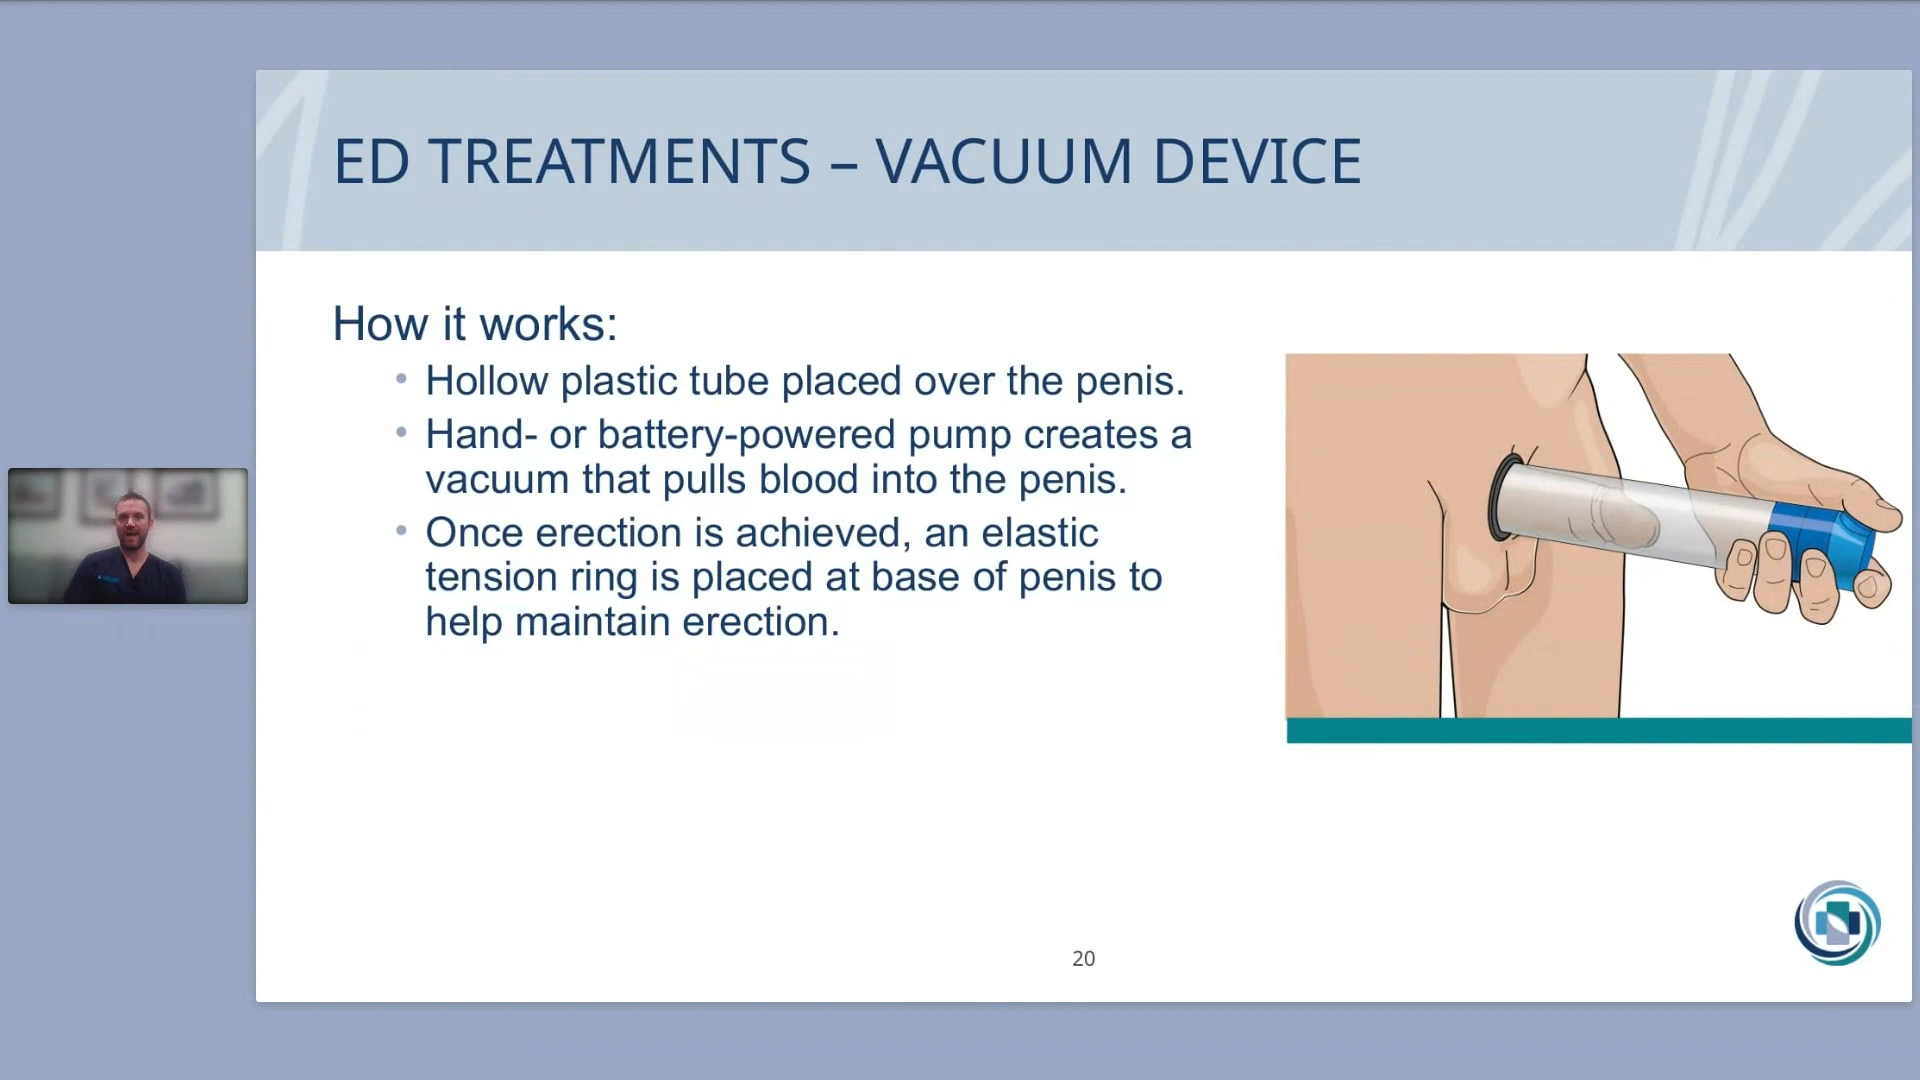 ED TREATMENTS – VACUUM DEVICE
How it works:
• Hollow plastic tube placed over the penis.
• Hand- or battery-powered pump creates a
vacuum that pulls blood into the penis.
• Once erection is achieved, an elastic
tension ring is placed at base of penis to
help maintain erection.
20